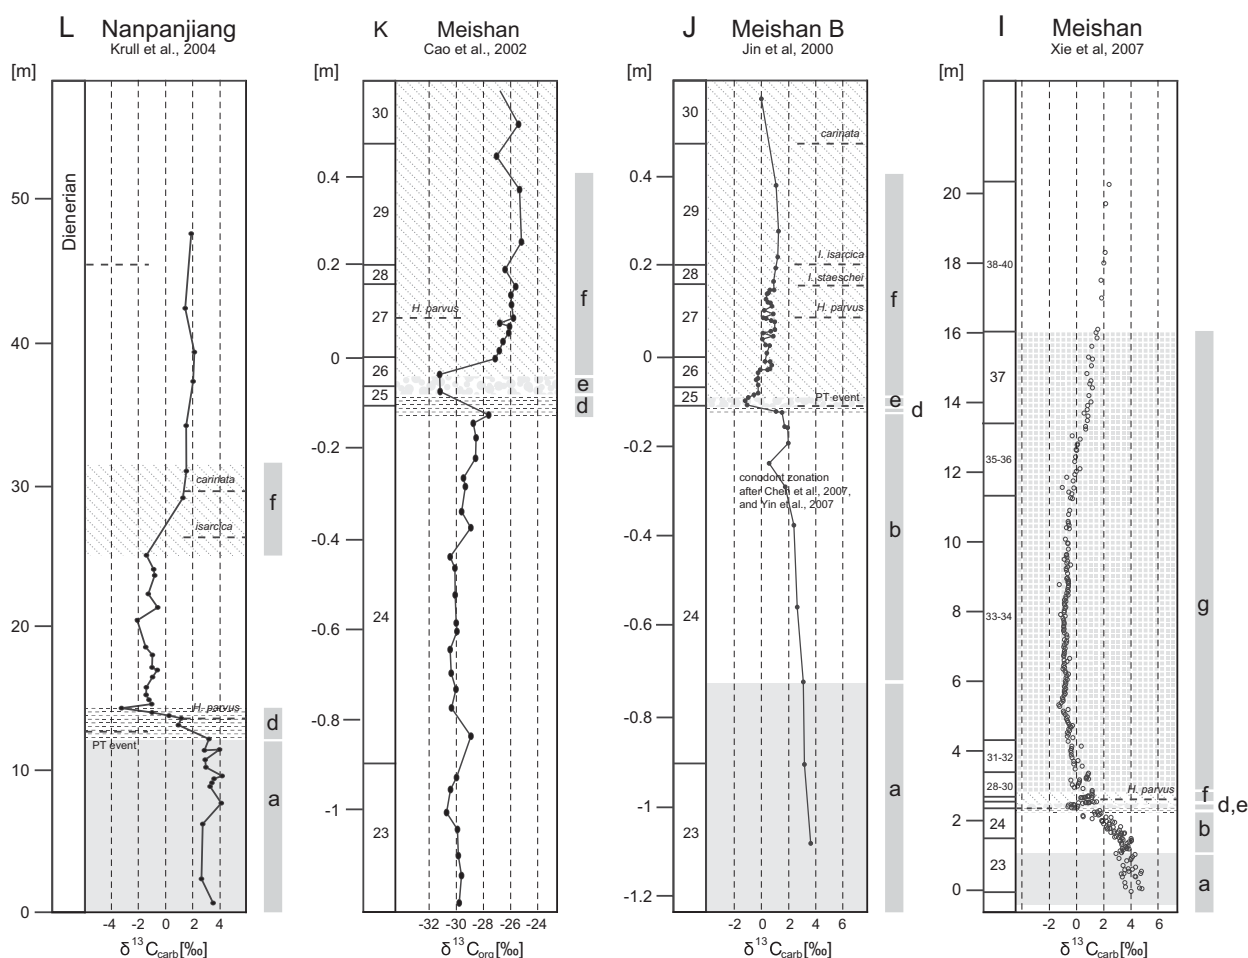 L Nanpanjiang
Krull et al., 2004
[m]
50
40
30
20
10
0
Dienerian
carinata
isarcica
H. parvus
PT event
f
d
a
-4 0 4
δ13Ccarb[‰]
K Meishan
Cao et al., 2002
[m]
0.4
0.2
0
-0.2
-0.4
-0.6
-0.8
-1
30
29
28
27
26
25
24
23
H. parvus
f
e
d
-32 -30 -28 -26 -24
δ13Corg[‰]
J Meishan B
Jin et al., 2000
[m]
0.4
0.2
0
-0.2
-0.4
-0.6
-0.8
-1
-1.2
30
29
28
27
26
25
24
23
carinata
I. isarcica
I. staeschei
H. parvus
PT event
conodont zonation
after Chen et al., 2007,
and Yin et al., 2007
f
e
d
b
a
-2 0 2 4 6
δ13Ccarb[‰]
I Meishan
Xie et al, 2007
[m]
20
18
16
14
12
10
8
6
4
2
0
38-40
37
35-36
33-34
31-32
28-30
24
23
H. parvus
g
f
d,e
b
a
-2 0 2 4 6
δ13Ccarb[‰]